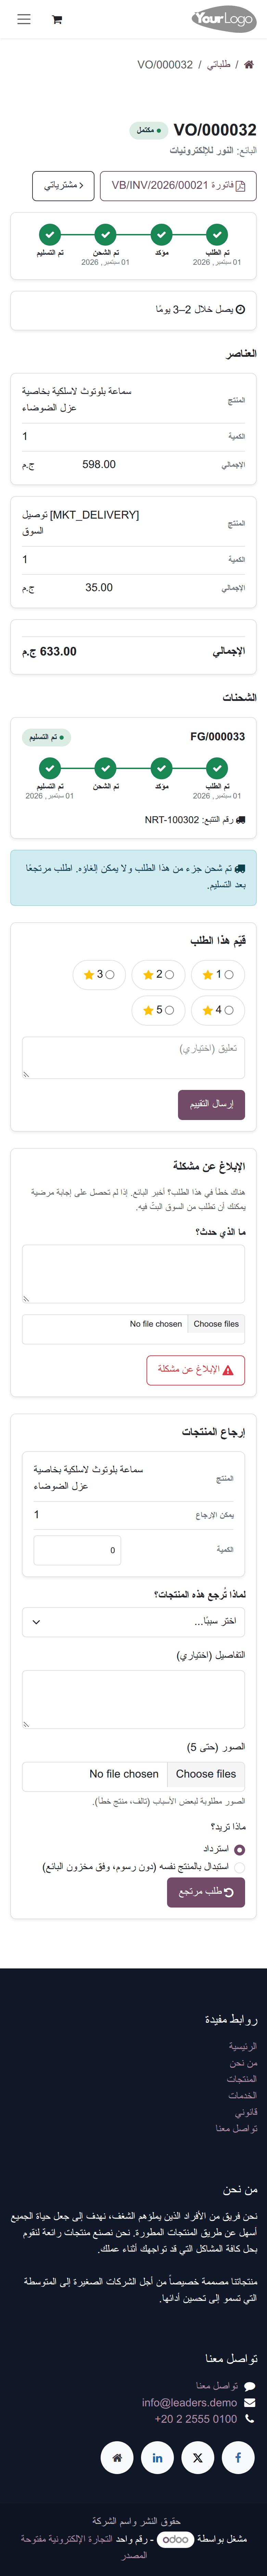 YourLogo
طلباتي / VO/000032
VO/000032 مكتمل
البائع: النور للإلكترونيات
فاتورة VB/INV/2026/00021
مشترياتي
تم الطلب
01 سبتمبر, 2026
مؤكد
تم الشحن
01 سبتمبر, 2026
تم التسليم
يصل خلال 2–3 يومًا
العناصر
المنتج
سماعة بلوتوث لاسلكية بخاصية
عزل الضوضاء
الكمية
1
الإجمالي
598.00 ج.م
المنتج
[MKT_DELIVERY] توصيل
السوق
الكمية
1
الإجمالي
35.00 ج.م
الإجمالي
633.00 ج.م
الشحنات
FG/000033
تم التسليم
تم الطلب
01 سبتمبر, 2026
مؤكد
تم الشحن
تم التسليم
01 سبتمبر, 2026
رقم التتبع: NRT-100302
تم شحن جزء من هذا الطلب ولا يمكن إلغاؤه. اطلب مرتجعًا
بعد التسليم.
قيّم هذا الطلب
1
2
3
4
5
تعليق (اختياري)
إرسال التقييم
الإبلاغ عن مشكلة
هناك خطأ في هذا الطلب؟ أخبر البائع. إذا لم تحصل على إجابة مرضية
يمكنك أن تطلب من السوق البتّ فيه.
ما الذي حدث؟
Choose files No file chosen
الإبلاغ عن مشكلة
إرجاع المنتجات
المنتج
سماعة بلوتوث لاسلكية بخاصية
عزل الضوضاء
يمكن الإرجاع
1
الكمية
0
لماذا تُرجع هذه المنتجات؟
اختر سببًا...
التفاصيل (اختياري)
الصور (حتى 5)
Choose files No file chosen
الصور مطلوبة لبعض الأسباب (تالف، منتج خطأ).
ماذا تريد؟
استرداد
استبدال بالمنتج نفسه (دون رسوم، وفق مخزون البائع)
طلب مرتجع
روابط مفيدة
الرئيسية
من نحن
المنتجات
الخدمات
قانوني
تواصل معنا
من نحن
نحن فريق من الأفراد الذين يملؤهم الشغف، نهدف إلى جعل حياة الجميع
أسهل عن طريق المنتجات المطورة. نحن نصنع منتجات رائعة لنقوم
بحل كافة المشاكل التي قد تواجهك أثناء عملك.
منتجاتنا مصممة خصيصاً من أجل الشركات الصغيرة إلى المتوسطة
التي تسمو إلى تحسين أدائها.
تواصل معنا
تواصل معنا
info@leaders.demo
+20 2 2555 0100
حقوق النشر واسم الشركة
مشغل بواسطة odoo - رقم واحد التجارة الإلكترونية مفتوحة
المصدر